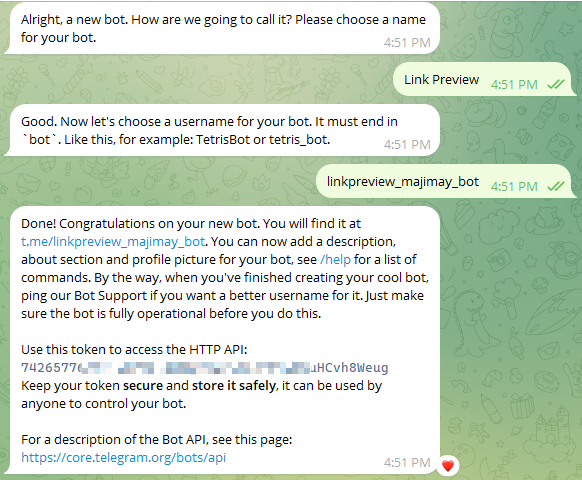 Alright, a new bot. How are we going to call it? Please choose a name
for your bot.
4:51 PM
Link Preview
4:51 PM
Good. Now let's choose a username for your bot. It must end in
`bot`. Like this, for example: TetrisBot or tetris_bot.
4:51 PM
linkpreview_majimay_bot
4:51 PM
Done! Congratulations on your new bot. You will find it at
t.me/linkpreview_majimay_bot. You can now add a description,
about section and profile picture for your bot, see /help for a list of
commands. By the way, when you've finished creating your cool bot,
ping our Bot Support if you want a better username for it. Just make
sure the bot is fully operational before you do this.
Use this token to access the HTTP API:
Keep your token secure and store it safely, it can be used by
anyone to control your bot.
For a description of the Bot API, see this page:
https://core.telegram.org/bots/api
4:51 PM